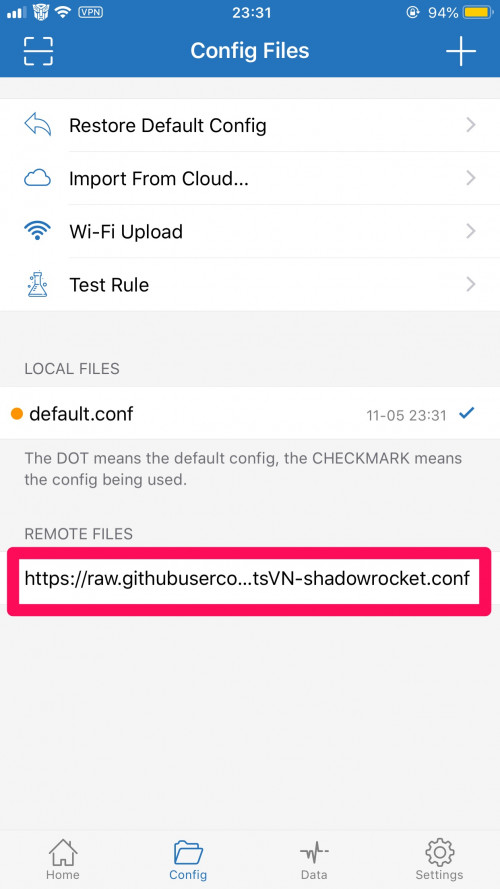 VPN 23:31 94%
Config Files
Restore Default Config
Import From Cloud...
Wi-Fi Upload
Test Rule
LOCAL FILES
default.conf 11-05 23:31
The DOT means the default config, the CHECKMARK means
the config being used.
REMOTE FILES
https://raw.githubuserco...tsVN-shadowrocket.conf
Home Config Data Settings